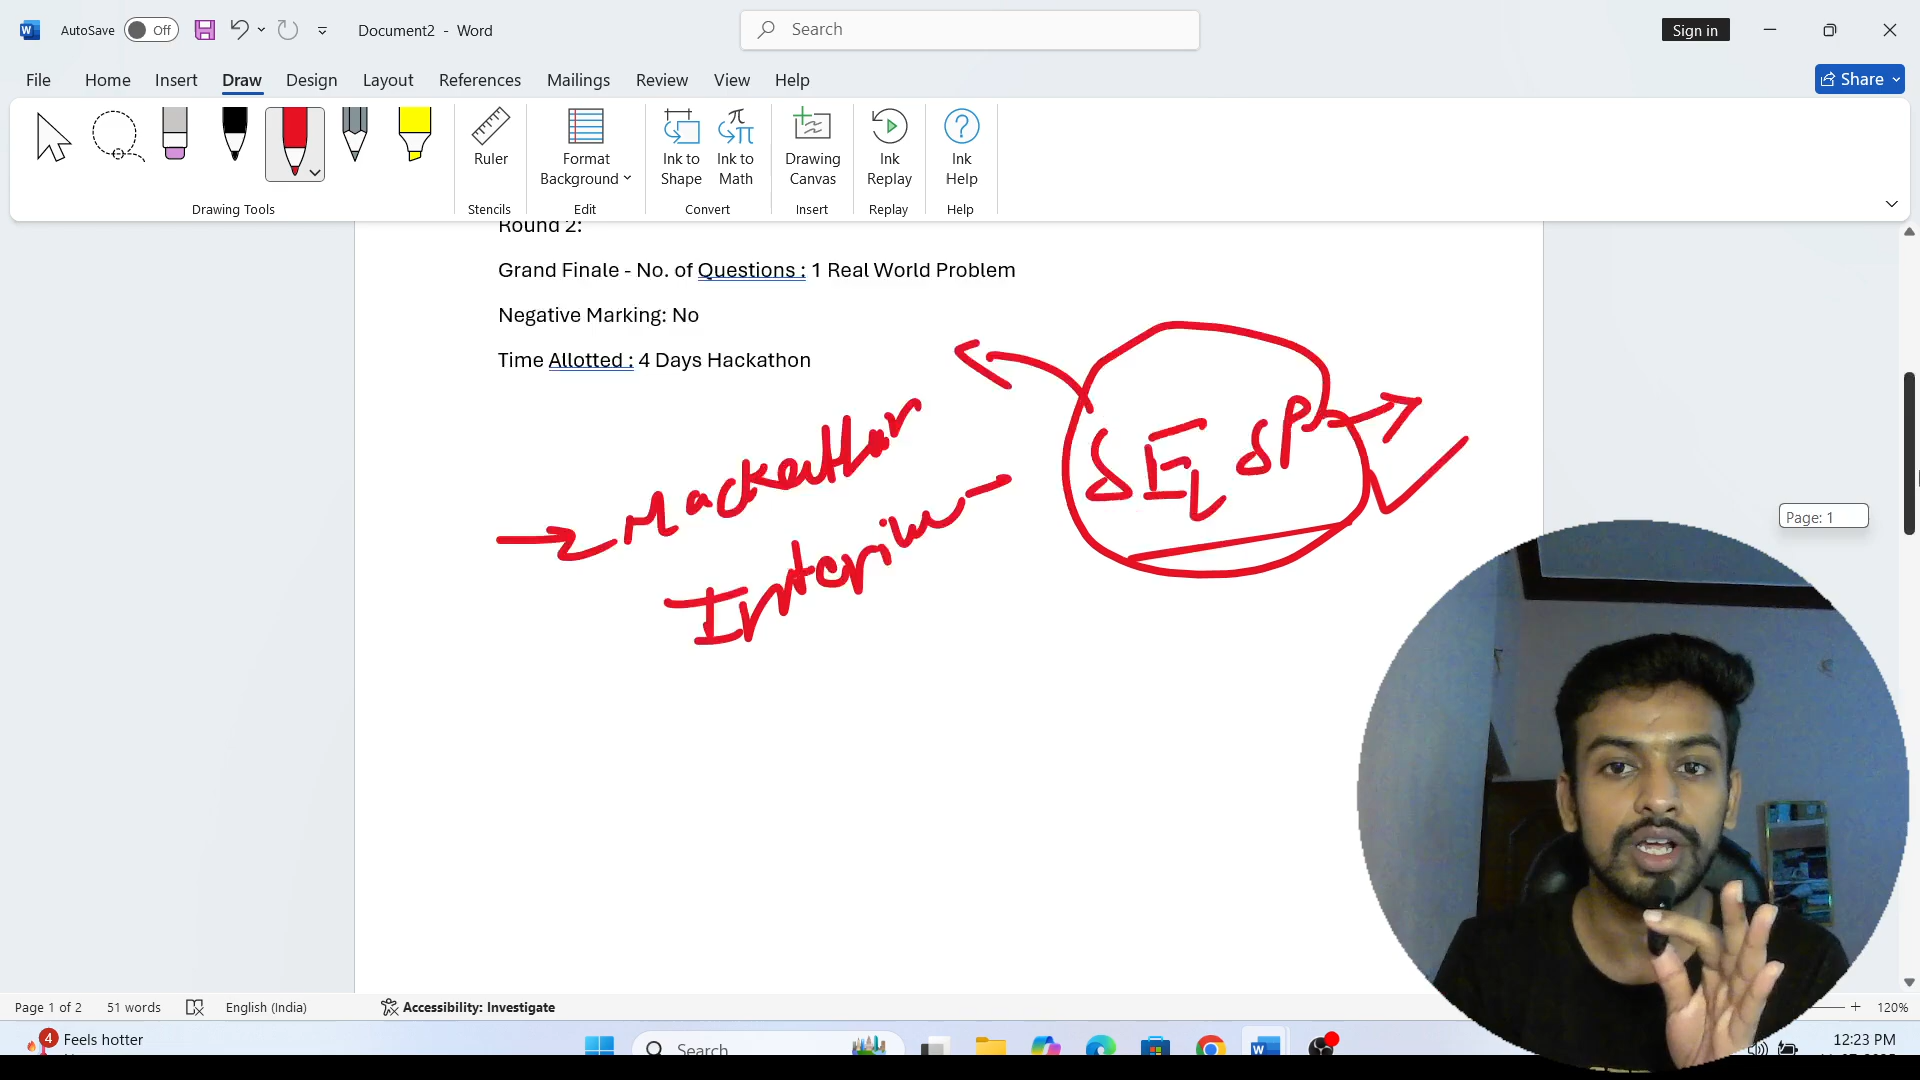 AutoSave Off Document2 - Word Search Sign in
File Home Insert Draw Design Layout References Mailings Review View Help Share
Ruler Format Background Ink to Shape Ink to Math Drawing Canvas Ink Replay Ink Help
Drawing Tools Stencils Edit Convert Insert Replay Help
Round 2:
Grand Finale - No. of Questions : 1 Real World Problem
Negative Marking: No
Time Allotted : 4 Days Hackathon
SE, SP
Page: 1
Page 1 of 2 51 words English (India) Accessibility: Investigate 120%
4 Feels hotter
Search
12:23 PM